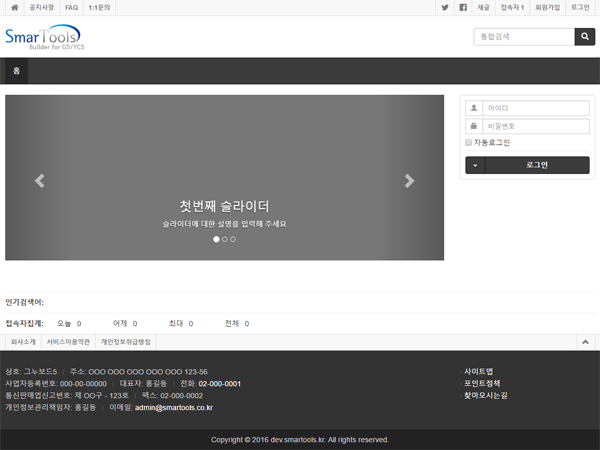 공지사항 FAQ 1:1문의 새글 접속자 1 회원가입 로그인
SmarTools
Builder for G5/YC5
통합검색
홈
아이디
비밀번호
자동로그인
로그인
첫번째 슬라이더
슬라이더에 대한 설명을 입력해 주세요
인기검색어:
접속자집계: 오늘 0 어제 0 최대 0 전체 0
회사소개 서비스이용약관 개인정보취급방침
상호: 그누보드5 주소: OOO OOO OOO OOO OOO 123-56
사업자등록번호: 000-00-00000 대표자: 홍길동 전화: 02-000-0001
통신판매업신고번호: 제 OO구 - 123호 팩스: 02-000-0002
개인정보관리책임자: 홍길동 이메일: admin@smartools.co.kr
· 사이트맵
· 포인트정책
· 찾아오시는길
Copyright © 2016 dev.smartools.kr. All rights reserved.